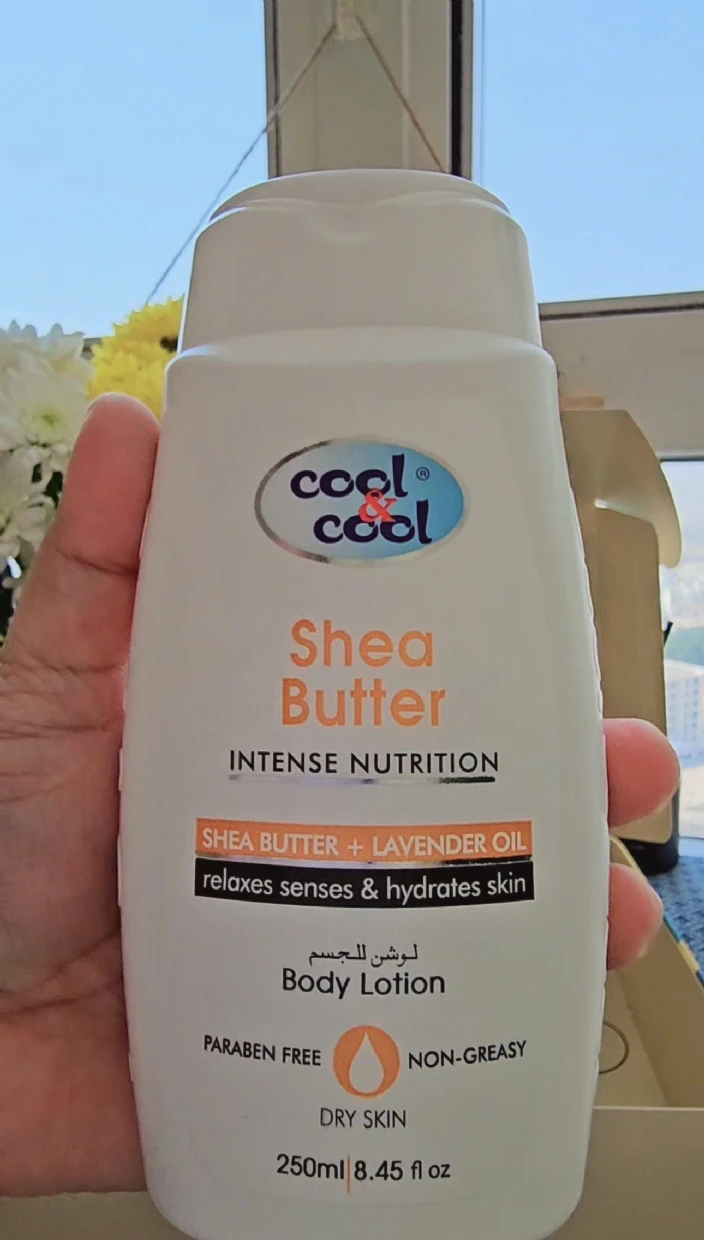 cool ®
&
cool
Shea
Butter
INTENSE NUTRITION
SHEA BUTTER + LAVENDER OIL
relaxes senses & hydrates skin
لوشن للجسم
Body Lotion
PARABEN FREE NON-GREASY
DRY SKIN
250ml|8.45 fl oz